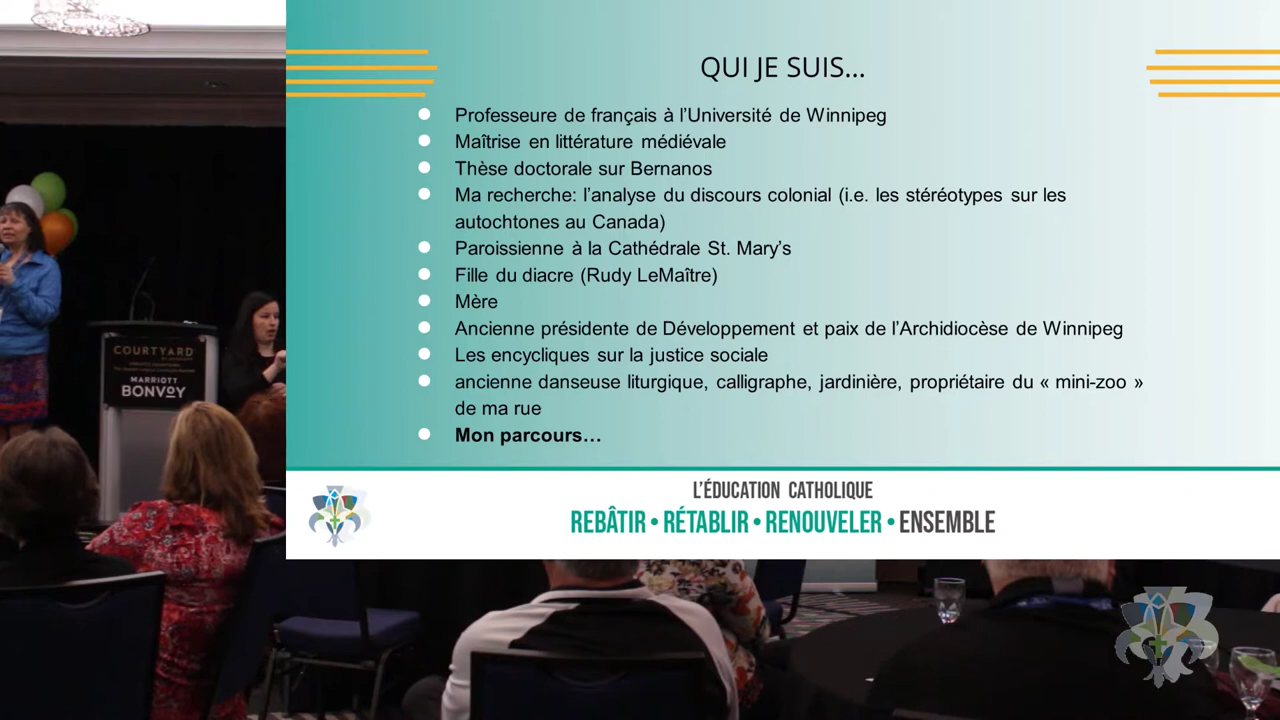 QUI JE SUIS...
Professeure de français à l'Université de Winnipeg
Maîtrise en littérature médiévale
Thèse doctorale sur Bernanos
Ma recherche: l'analyse du discours colonial (i.e. les stéréotypes sur les
autochtones au Canada)
Paroissienne à la Cathédrale St. Mary's
Fille du diacre (Rudy LeMaître)
Mère
Ancienne présidente de Développement et paix de l'Archidiocèse de Winnipeg
Les encycliques sur la justice sociale
ancienne danseuse liturgique, calligraphe, jardinière, propriétaire du « mini-zoo »
de ma rue
Mon parcours…
L'ÉDUCATION CATHOLIQUE
REBÂTIR • RÉTABLIR • RENOUVELER • ENSEMBLE
COURTYARD
MARRIOTT
BONVOY